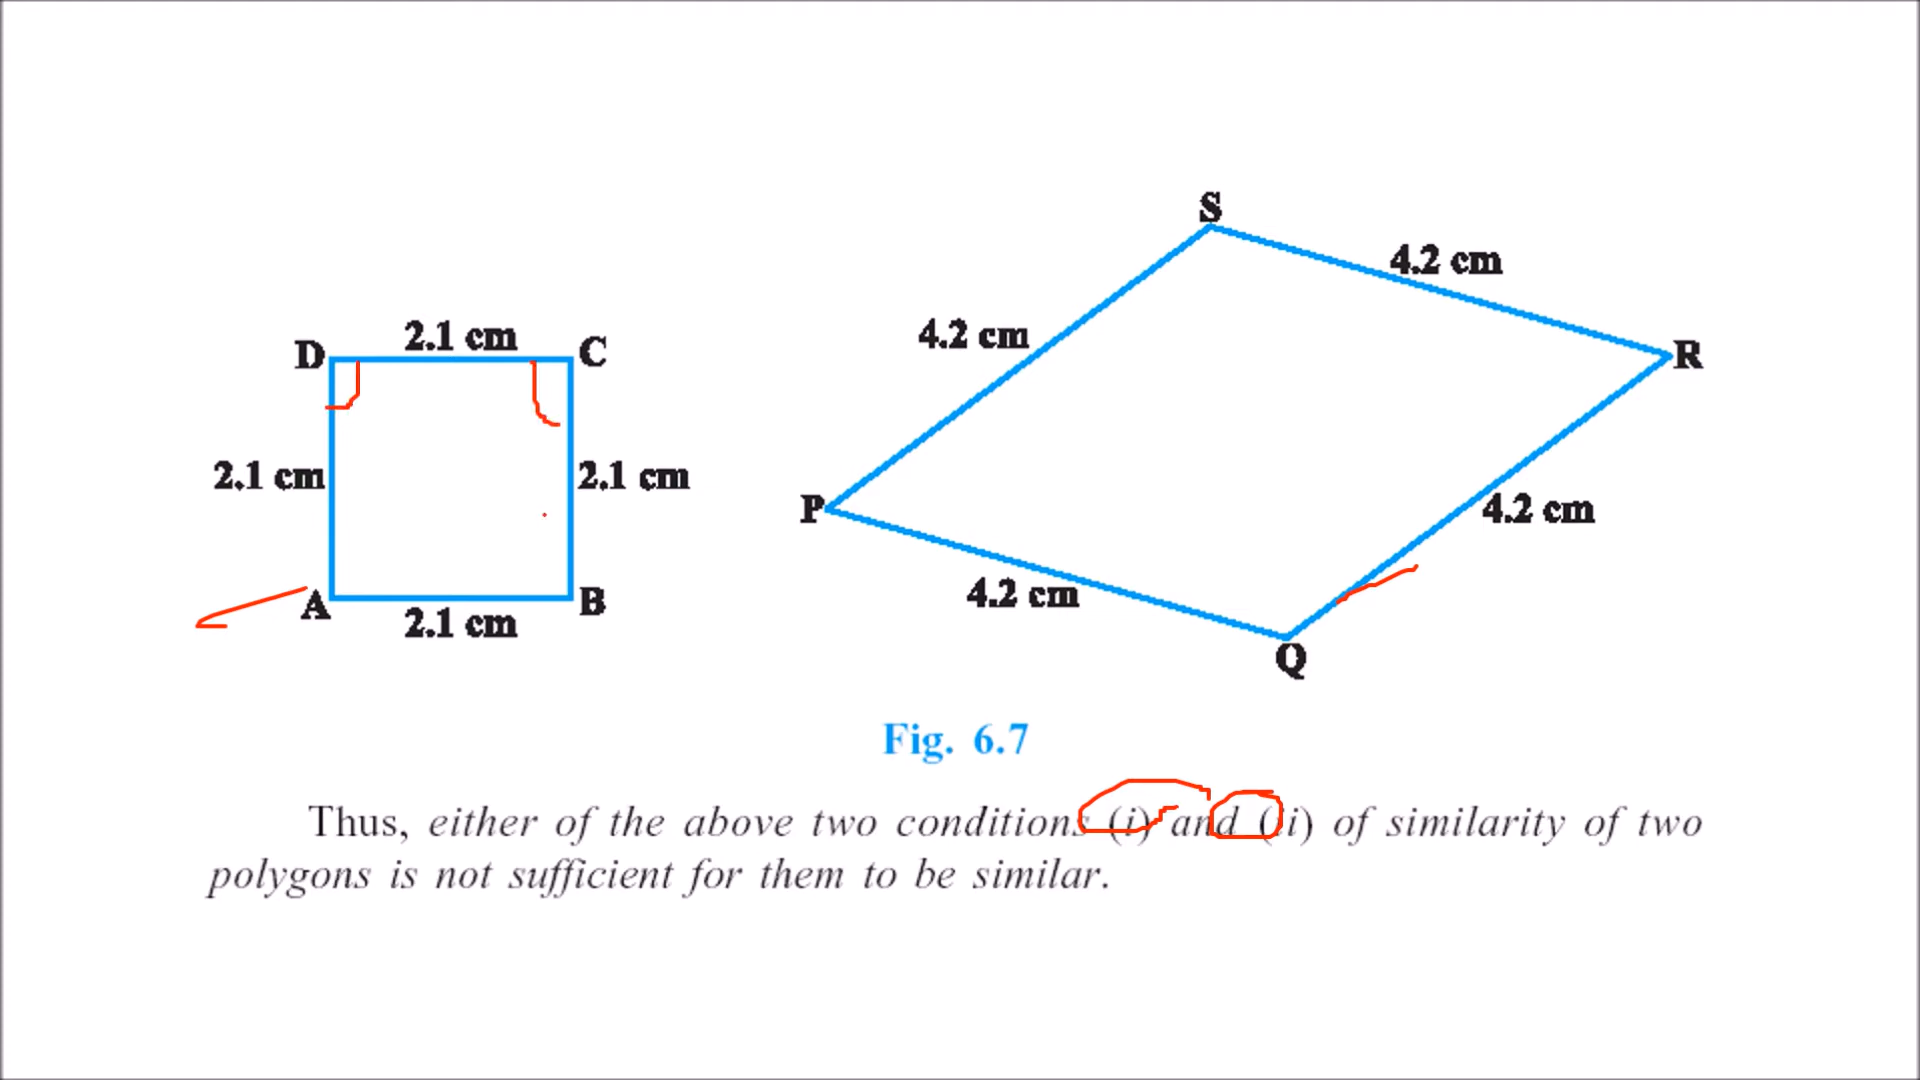 S
4.2 cm
4.2 cm
R
D
2.1 cm
C
2.1 cm
2.1 cm
P
4.2 cm
4.2 cm
A
B
2.1 cm
Q
Fig. 6.7
Thus, either of the above two conditions (i) and (ii) of similarity of two
polygons is not sufficient for them to be similar.